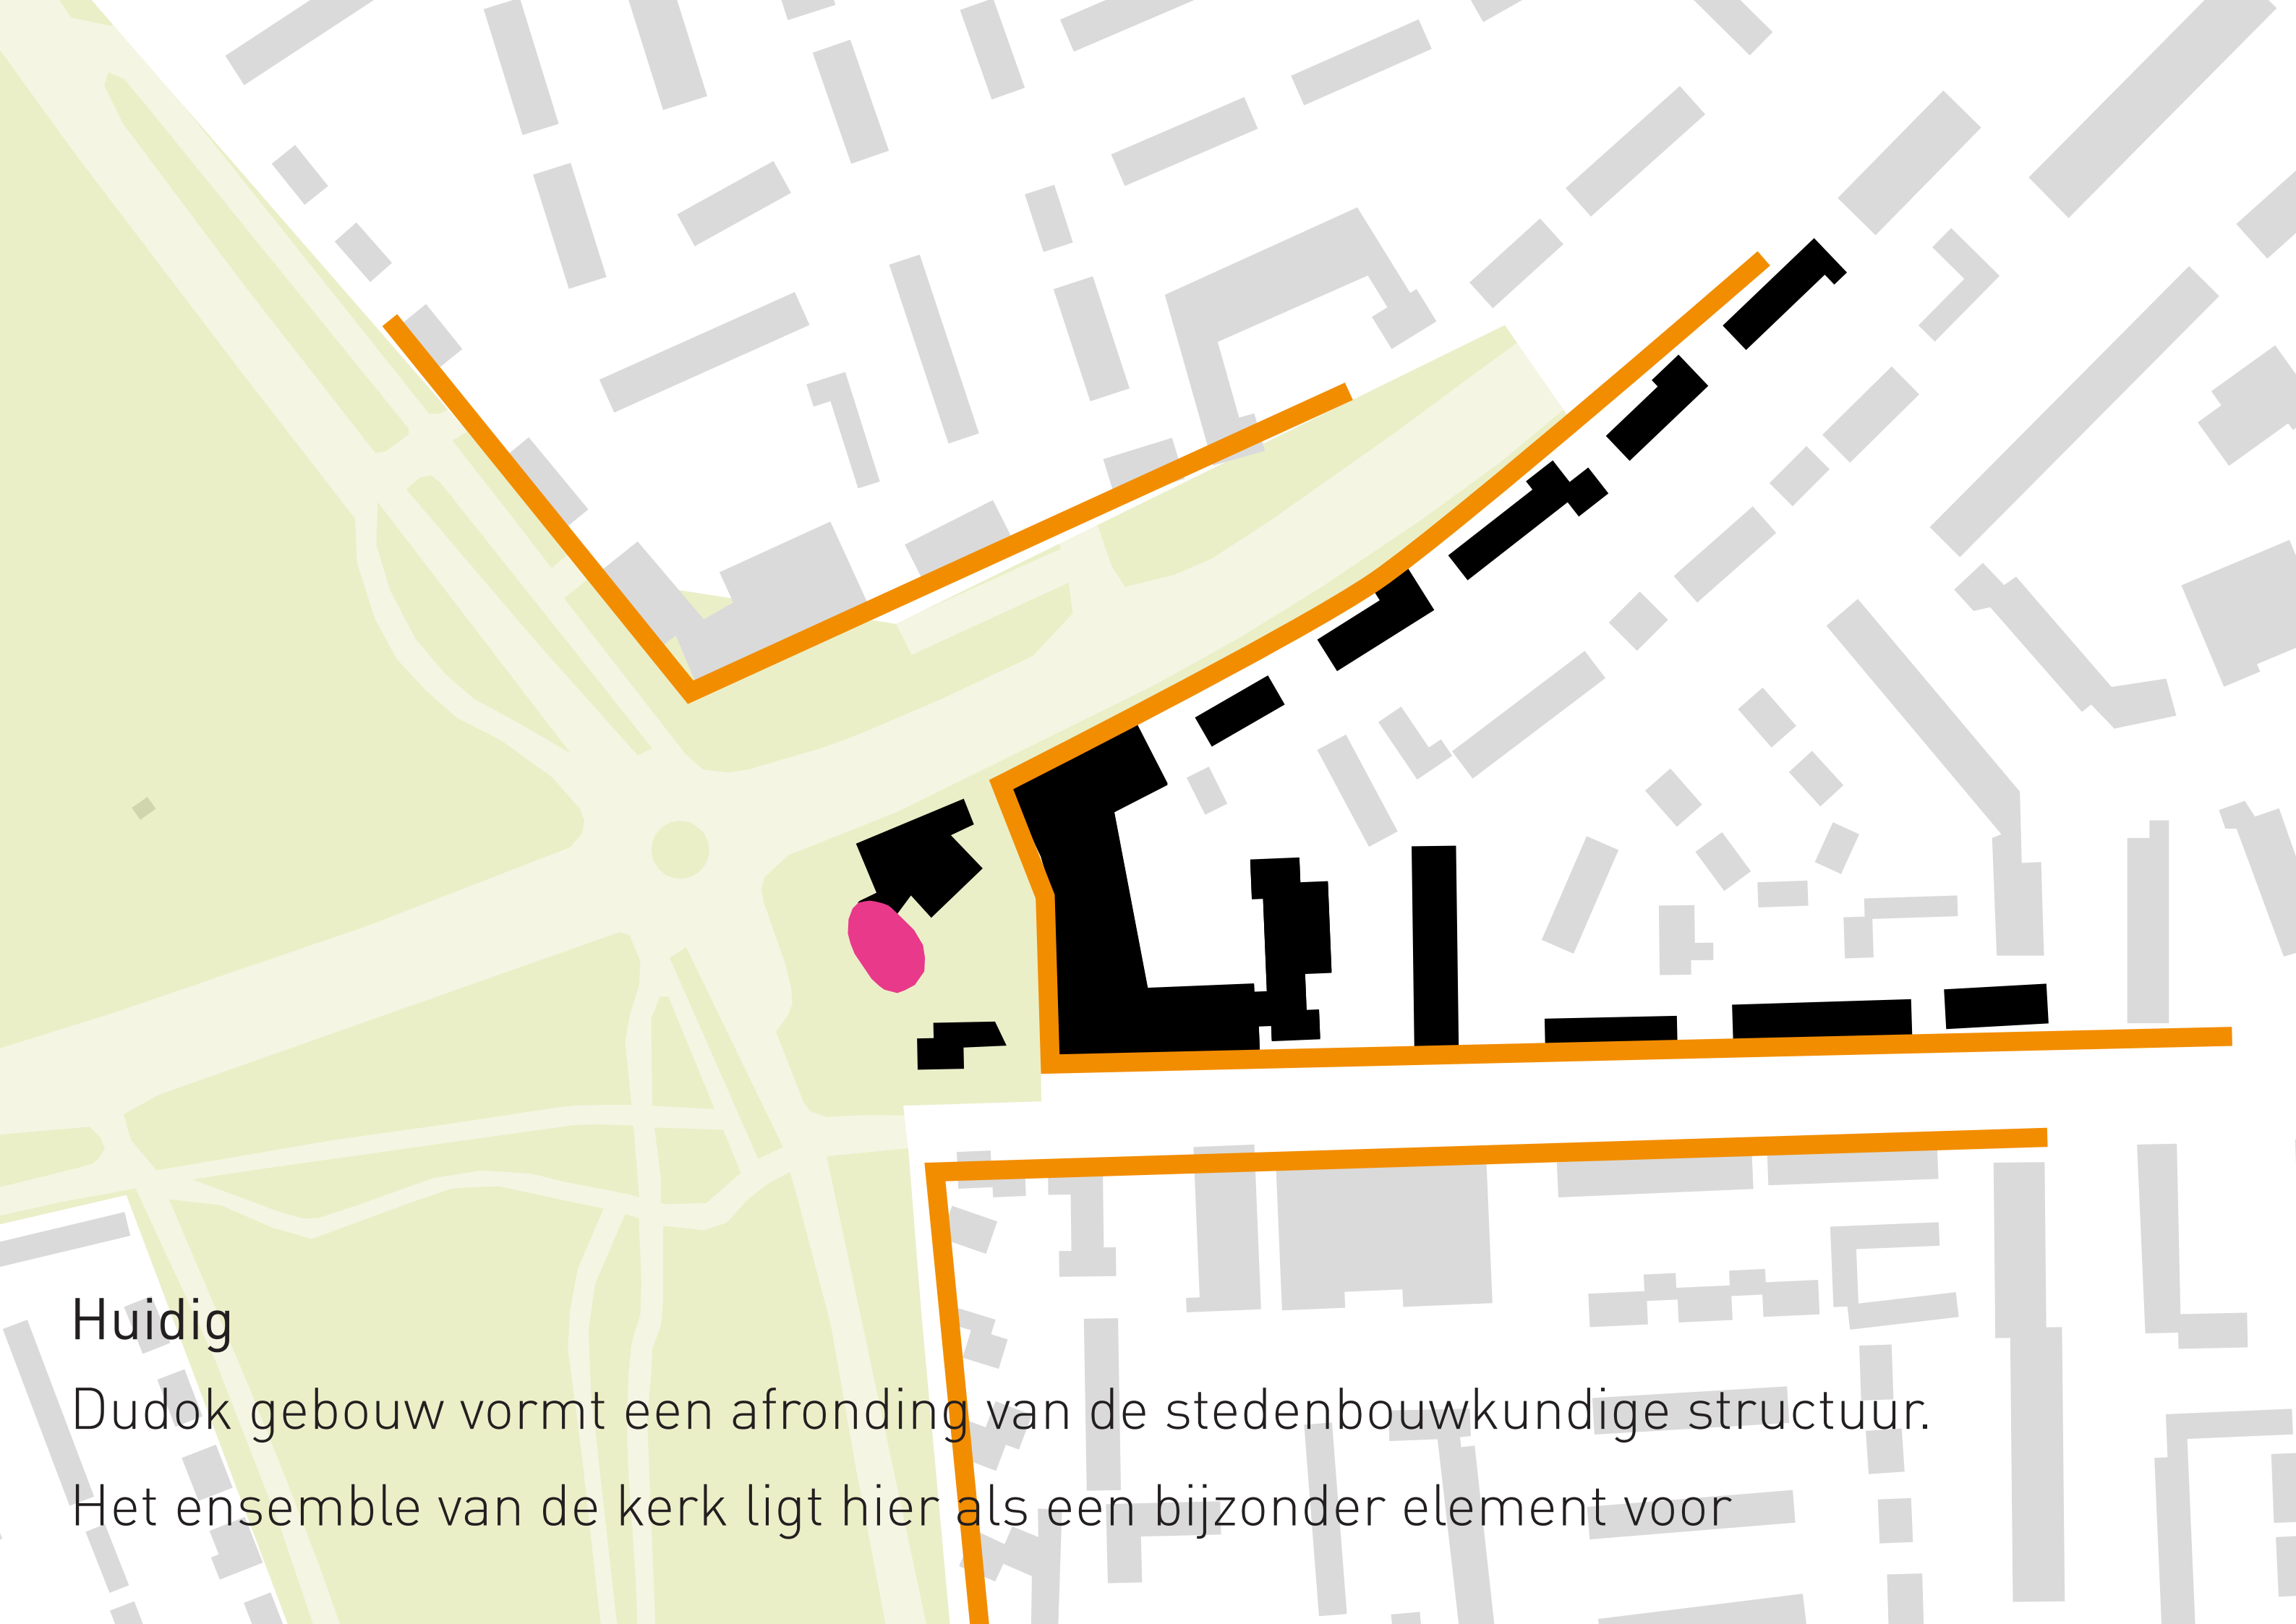 Huidig
Dudok gebouw vormt een afronding van de stedenbouwkundige structuur.
Het ensemble van de kerk ligt hier als een bijzonder element voor